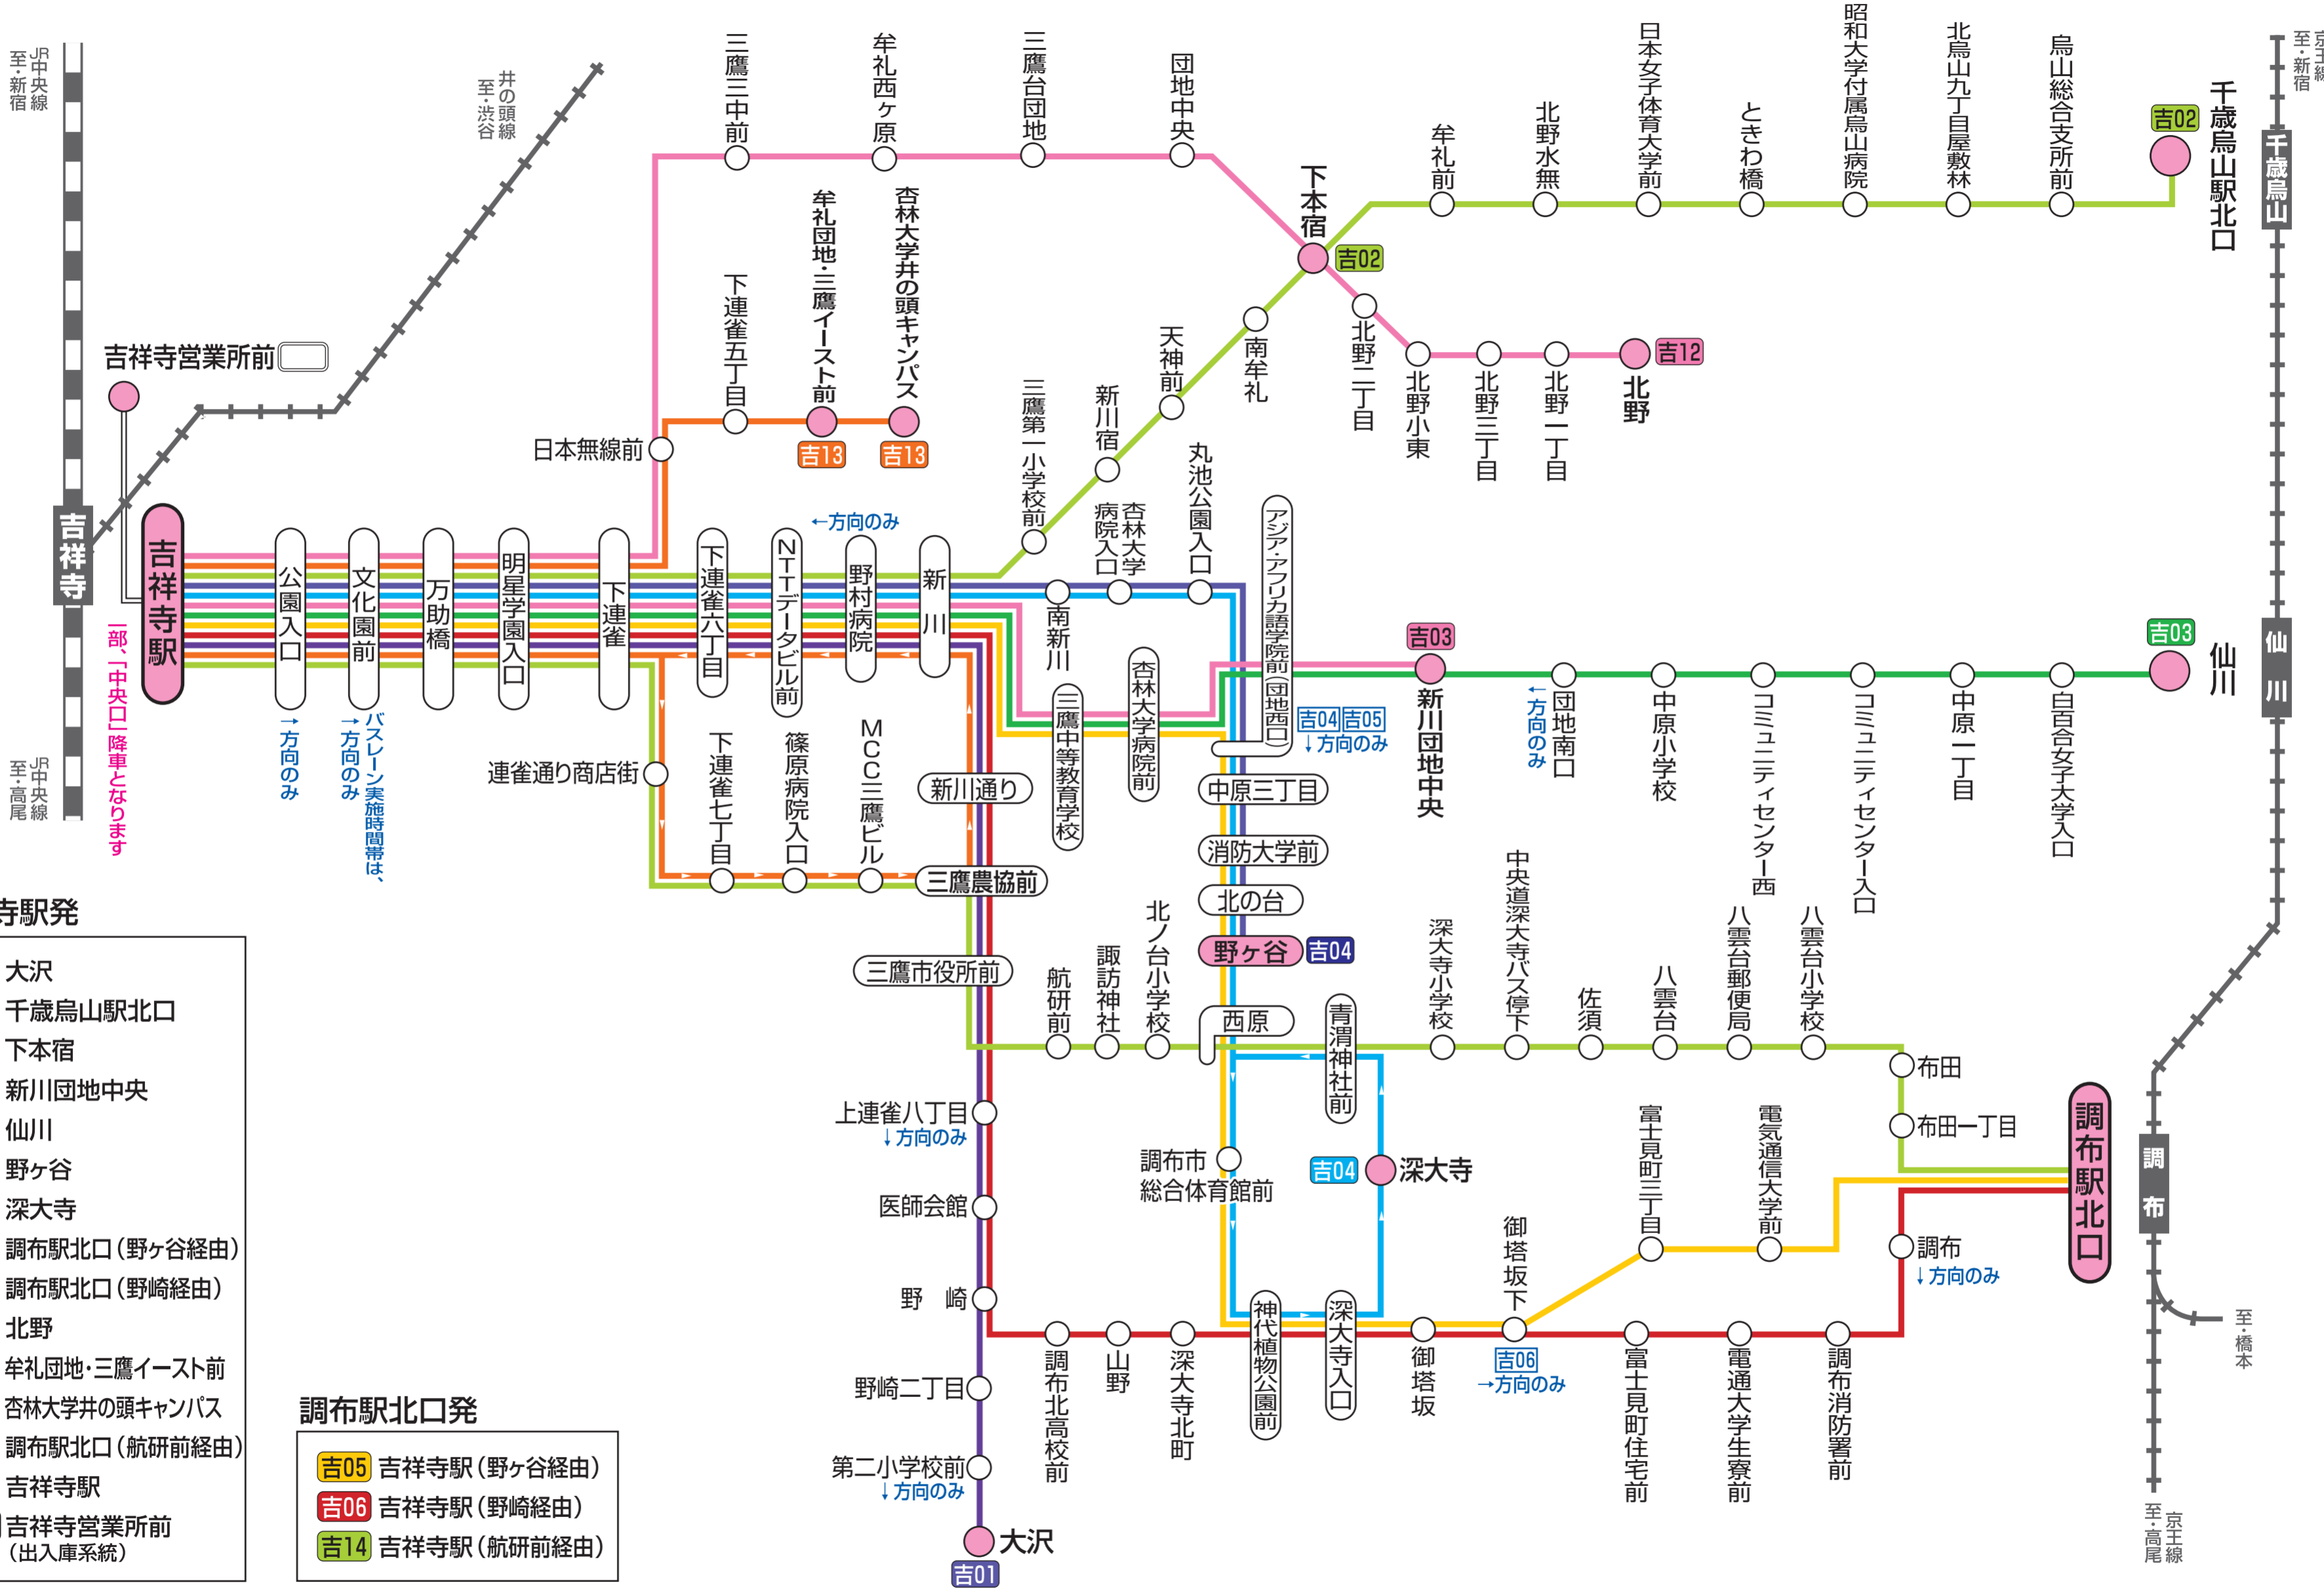 JR中央線
至・新宿
井の頭線
至・渋谷
吉祥寺営業所前
吉祥寺
吉祥寺駅
一部、「中央口」降車となります
JR中央線
至・高尾
公園入口
→方向のみ
文化園前
バスレーン実施時間帯は、
→方向のみ
万助橋
明星学園入口
下連雀
下連雀六丁目
NTTデータビル前
←方向のみ
野村病院
新川
日本無線前
三鷹三中前
牟礼西ヶ原
三鷹台団地
団地中央
下本宿
吉02
北野二丁目
北野小東
北野三丁目
北野一丁目
北野
吉12
下連雀五丁目
牟礼団地・三鷹イースト前
吉13
杏林大学井の頭キャンパス
吉13
三鷹第一小学校前
新川宿
天神前
南牟礼
牟礼前
北野水無
日本女子体育大学前
ときわ橋
昭和大学付属烏山病院
北烏山九丁目屋敷林
烏山総合支所前
吉02
千歳烏山駅北口
京王線
至・新宿
千歳烏山
南新川
杏林大学
病院入口
丸池公園入口
三鷹中等教育学校
杏林大学病院前
アジア・アフリカ語学院前(団地西口)
吉04
吉05
↓方向のみ
吉03
新川団地中央
団地南口
←方向のみ
中原小学校
コミュニティセンター西
コミュニティセンター入口
中原一丁目
白百合女子大学入口
吉03
仙川
仙川
中原三丁目
消防大学前
北の台
野ヶ谷
吉04
西原
連雀通り商店街
下連雀七丁目
篠原病院入口
MCC三鷹ビル
新川通り
三鷹農協前
三鷹市役所前
航研前
諏訪神社
北ノ台小学校
青渭神社前
深大寺小学校
中央道深大寺バス停下
佐須
八雲台
八雲台郵便局
八雲台小学校
布田
布田一丁目
上連雀八丁目
↓方向のみ
医師会館
野崎
野崎二丁目
第二小学校前
↓方向のみ
大沢
吉01
調布市
総合体育館前
吉04
深大寺
調布北高校前
山野
深大寺北町
神代植物公園前
深大寺入口
御塔坂
御塔坂下
吉06
→方向のみ
富士見町三丁目
電気通信大学前
富士見町住宅前
電通大学生寮前
調布消防署前
調布
↓方向のみ
調布駅北口
調布
至・橋本
京王線
至・高尾
寺駅発
大沢
千歳烏山駅北口
下本宿
新川団地中央
仙川
野ヶ谷
深大寺
調布駅北口(野ヶ谷経由)
調布駅北口(野崎経由)
北野
牟礼団地・三鷹イースト前
杏林大学井の頭キャンパス
調布駅北口(航研前経由)
吉祥寺駅
吉祥寺営業所前
(出入庫系統)
調布駅北口発
吉05 吉祥寺駅(野ヶ谷経由)
吉06 吉祥寺駅(野崎経由)
吉14 吉祥寺駅(航研前経由)